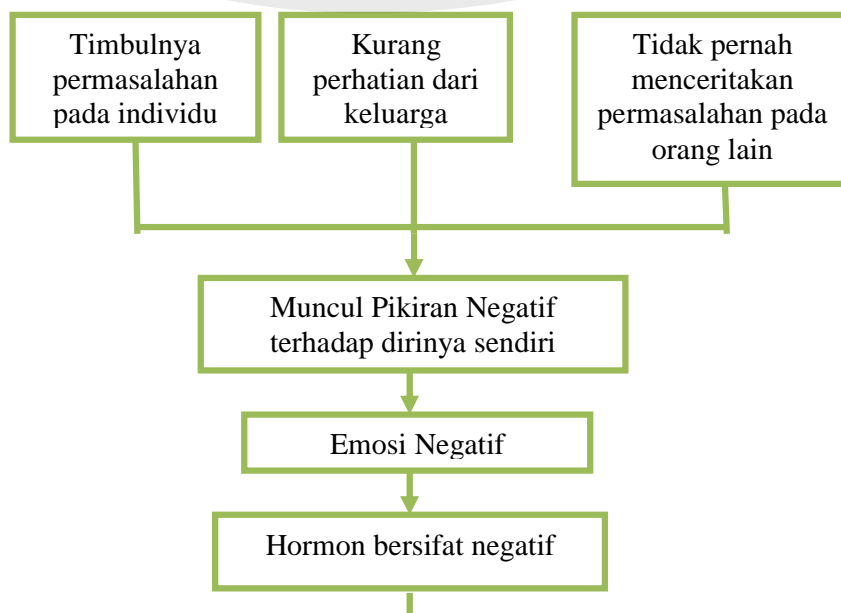 Timbulnya
permasalahan
pada individu
Kurang
perhatian dari
keluarga
Tidak pernah
menceritakan
permasalahan pada
orang lain
Muncul Pikiran Negatif
terhadap dirinya sendiri
Emosi Negatif
Hormon bersifat negatif